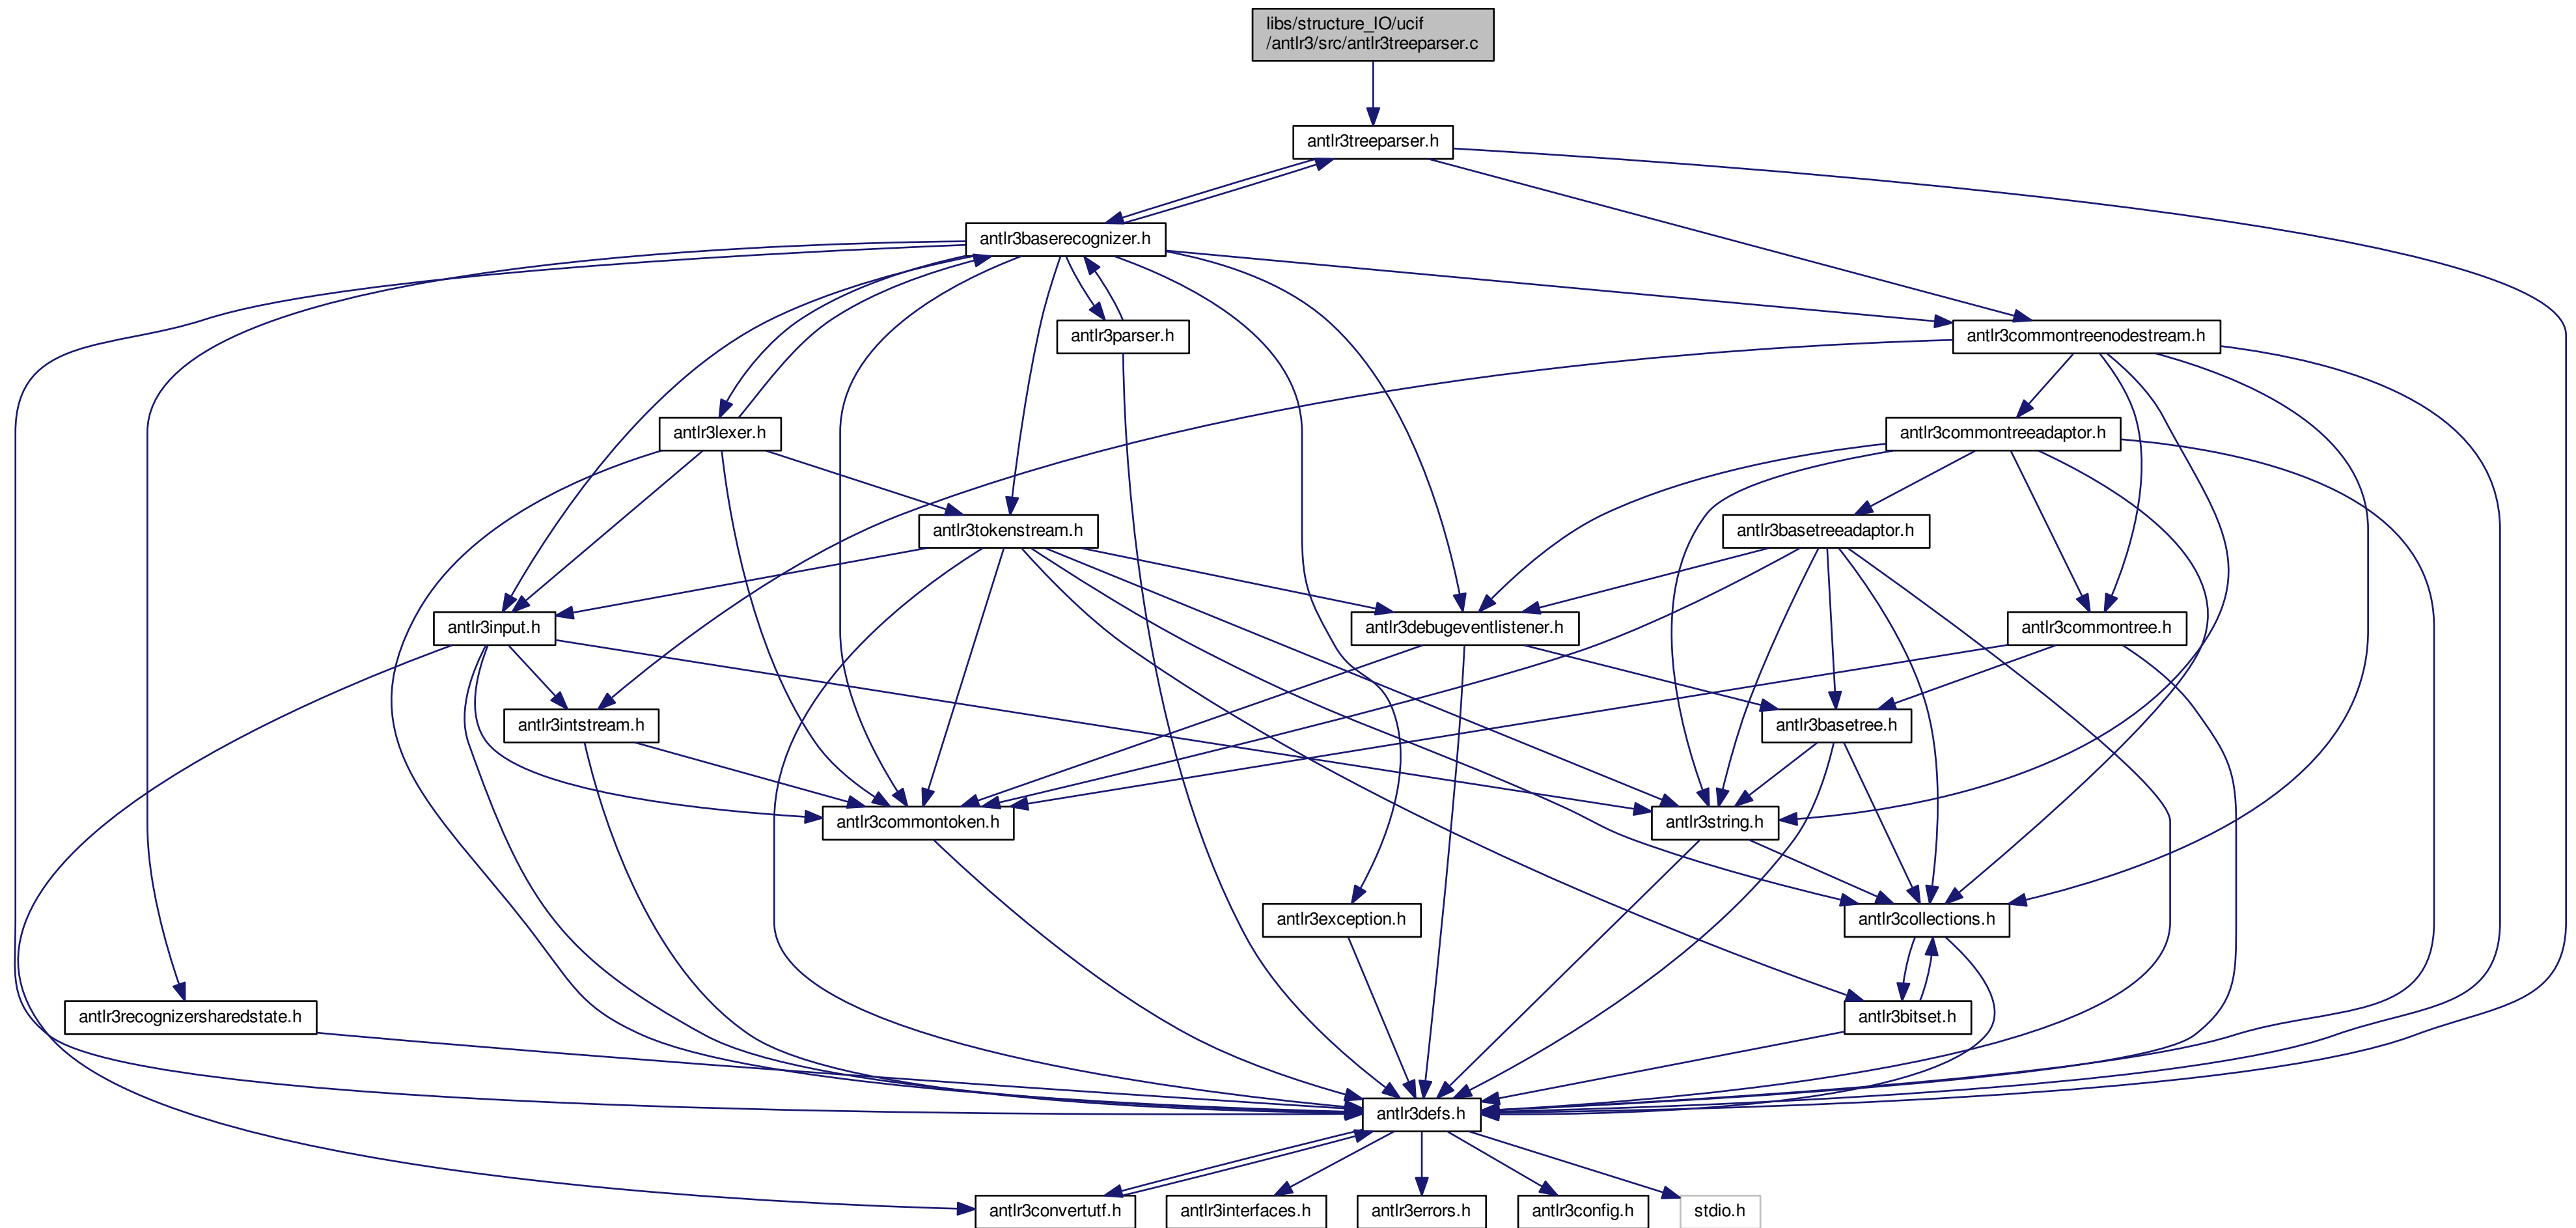 libs/structure_IO/ucif
/antlr3/src/antlr3treeparser.c
antlr3treeparser.h
antlr3baserecognizer.h
antlr3parser.h
antlr3commontreenodestream.h
antlr3lexer.h
antlr3commontreeadaptor.h
antlr3tokenstream.h
antlr3basetreeadaptor.h
antlr3input.h
antlr3debugeventlistener.h
antlr3commontree.h
antlr3intstream.h
antlr3basetree.h
antlr3commontoken.h
antlr3string.h
antlr3exception.h
antlr3collections.h
antlr3recognizersharedstate.h
antlr3bitset.h
antlr3defs.h
antlr3convertutf.h
antlr3interfaces.h
antlr3errors.h
antlr3config.h
stdio.h